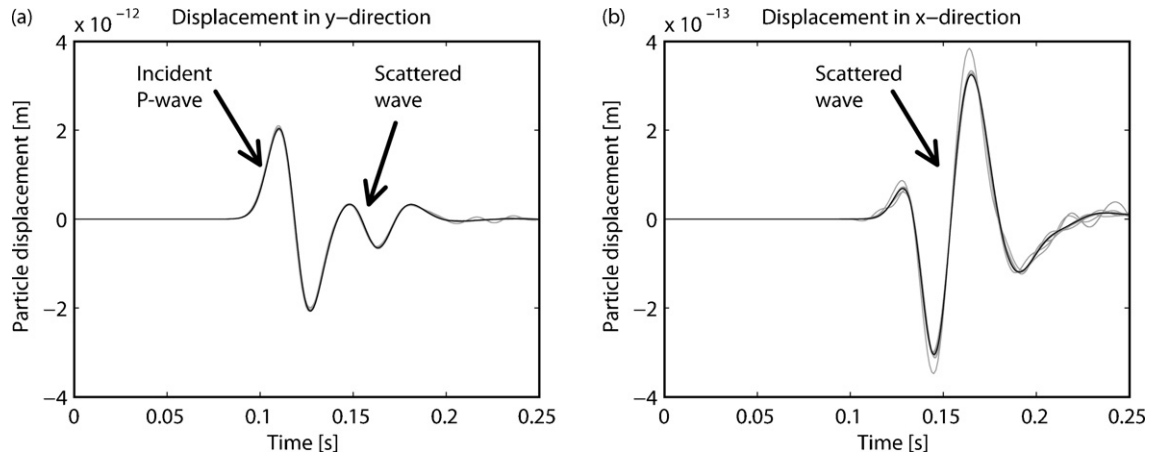 (a)
Displacement in y−direction
x 10⁻¹²
4
2
0
−2
−4
Particle displacement [m]
Incident
P-wave
Scattered
wave
0
0.05
0.1
0.15
0.2
0.25
Time [s]
(b)
Displacement in x−direction
x 10⁻¹³
4
2
0
−2
−4
Particle displacement [m]
Scattered
wave
0
0.05
0.1
0.15
0.2
0.25
Time [s]